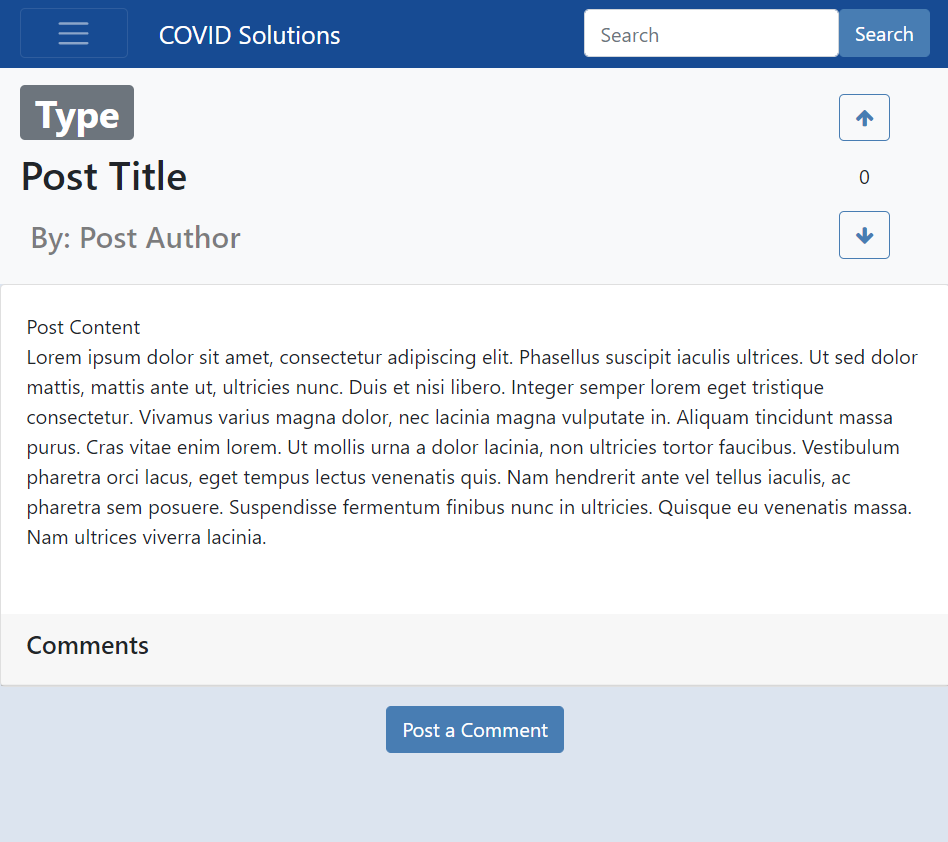 COVID Solutions
Search
Search
Type
Post Title
0
By: Post Author
Post Content
Lorem ipsum dolor sit amet, consectetur adipiscing elit. Phasellus suscipit iaculis ultrices. Ut sed dolor
mattis, mattis ante ut, ultricies nunc. Duis et nisi libero. Integer semper lorem eget tristique
consectetur. Vivamus varius magna dolor, nec lacinia magna vulputate in. Aliquam tincidunt massa
purus. Cras vitae enim lorem. Ut mollis urna a dolor lacinia, non ultricies tortor faucibus. Vestibulum
pharetra orci lacus, eget tempus lectus venenatis quis. Nam hendrerit ante vel tellus iaculis, ac
pharetra sem posuere. Suspendisse fermentum finibus nunc in ultricies. Quisque eu venenatis massa.
Nam ultrices viverra lacinia.
Comments
Post a Comment